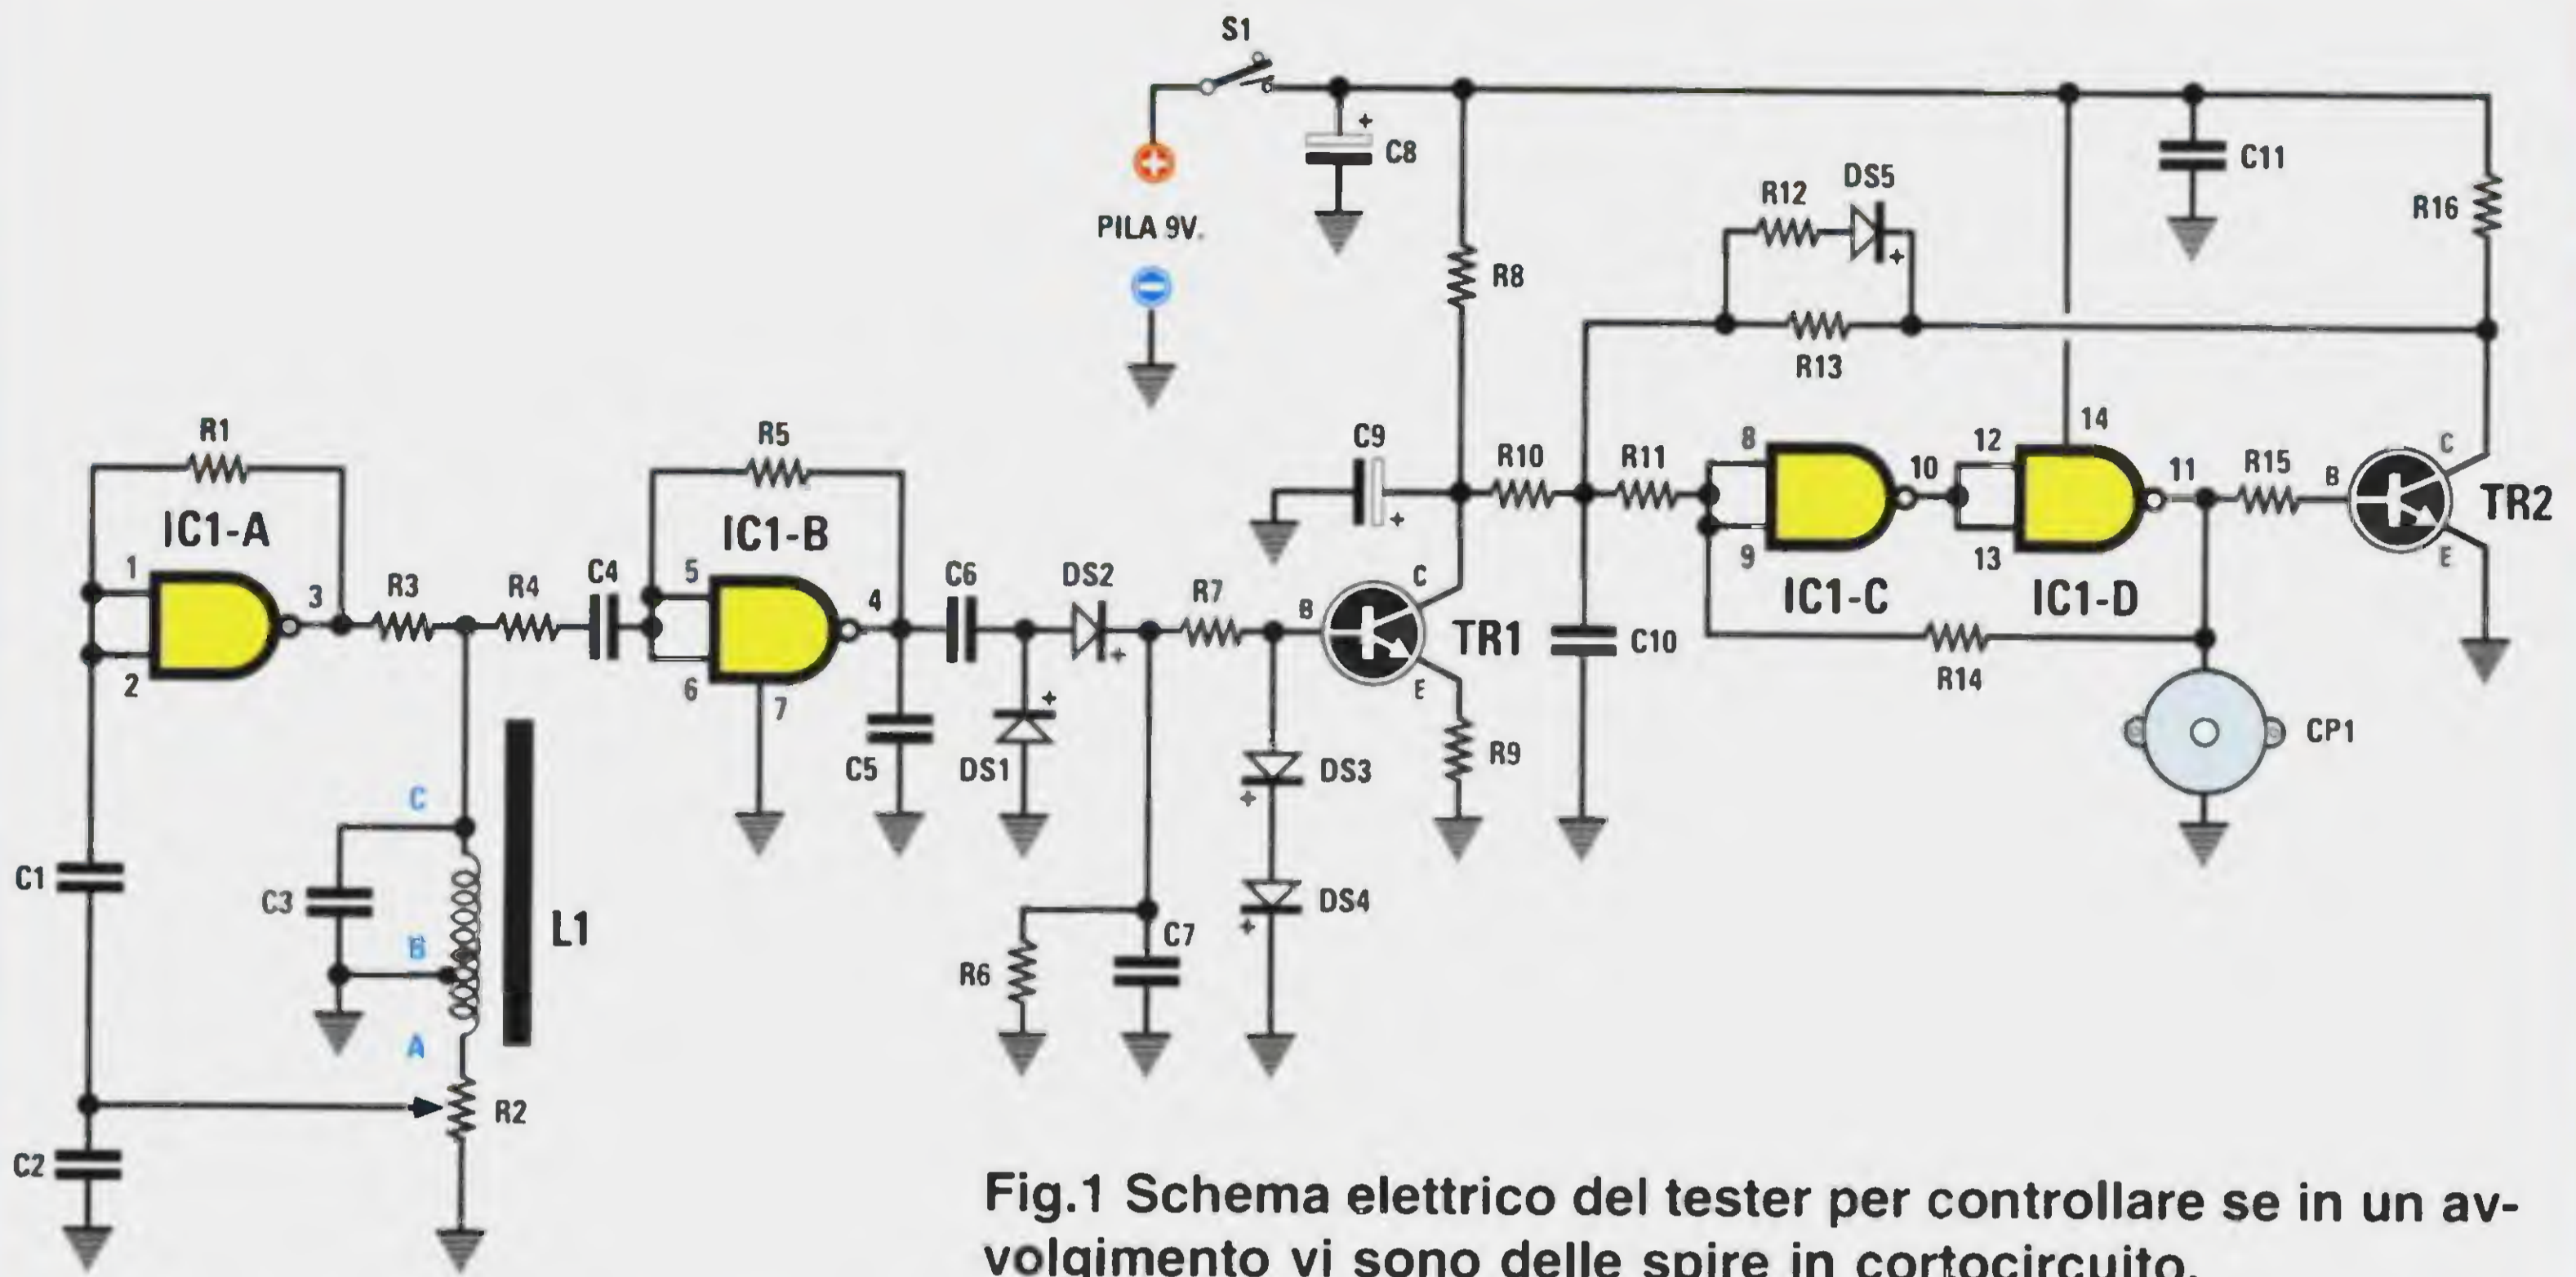 S1
C8
PILA 9V.
R8
C11
R16
R12
DS5
R13
R1
IC1-A
1
2
3
R3
R4
C4
R5
IC1-B
5
6
7
4
C5
C6
DS1
DS2
R7
B
C
E
TR1
R9
C9
R10
R11
C10
8
9
10
IC1-C
12
13
14
11
IC1-D
R14
R15
B
C
E
TR2
CP1
DS3
DS4
R6
C7
C1
C2
C3
C
B
A
L1
R2
Fig.1 Schema elettrico del tester per controllare se in un av-
volgimento vi sono delle spire in cortocircuito.